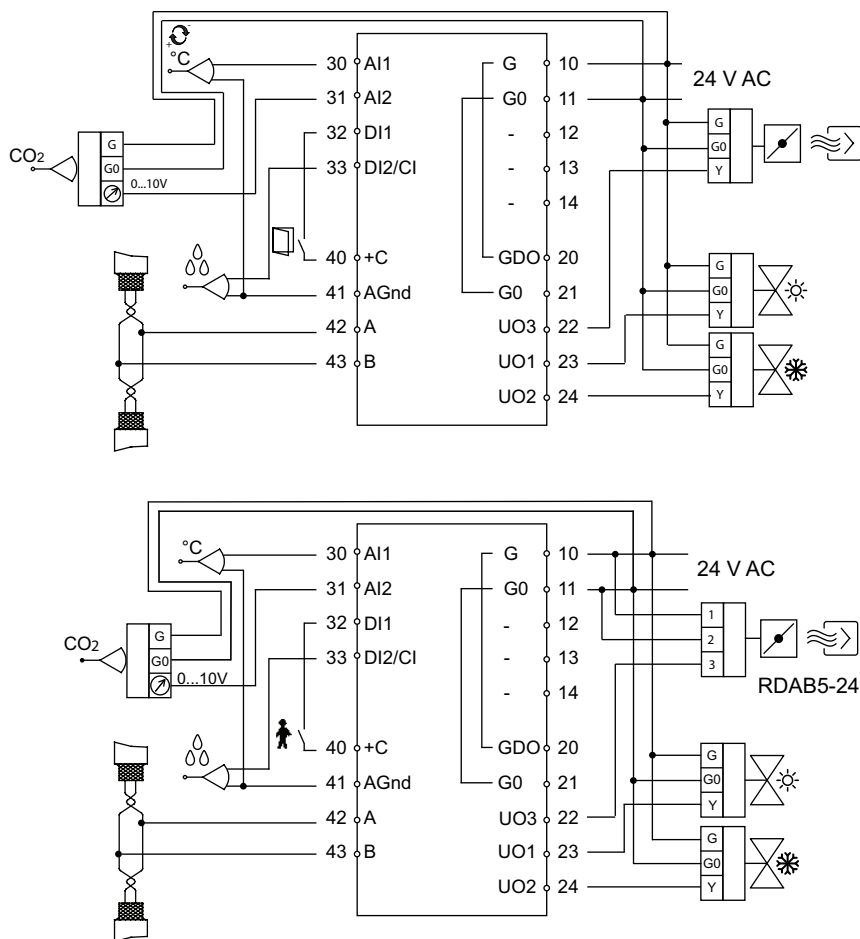 °C
+ -
30 AI1 G 10
24 V AC
31 AI2 G0 11
32 DI1 - 12
G
33 DI2/CI - 13
G0
- 14
Y
CO2
G
G0
0...10V
40 +C GDO 20
G
41 AGnd G0 21
G0
42 A UO3 22
Y
43 B UO1 23
G
G0
UO2 24
Y
°C
30 AI1 G 10
24 V AC
31 AI2 G0 11
1
32 DI1 - 12
2
33 DI2/CI - 13
3
- 14
RDAB5-24
CO2
G
G0
0...10V
40 +C GDO 20
G
41 AGnd G0 21
G0
42 A UO3 22
Y
43 B UO1 23
G
G0
UO2 24
Y